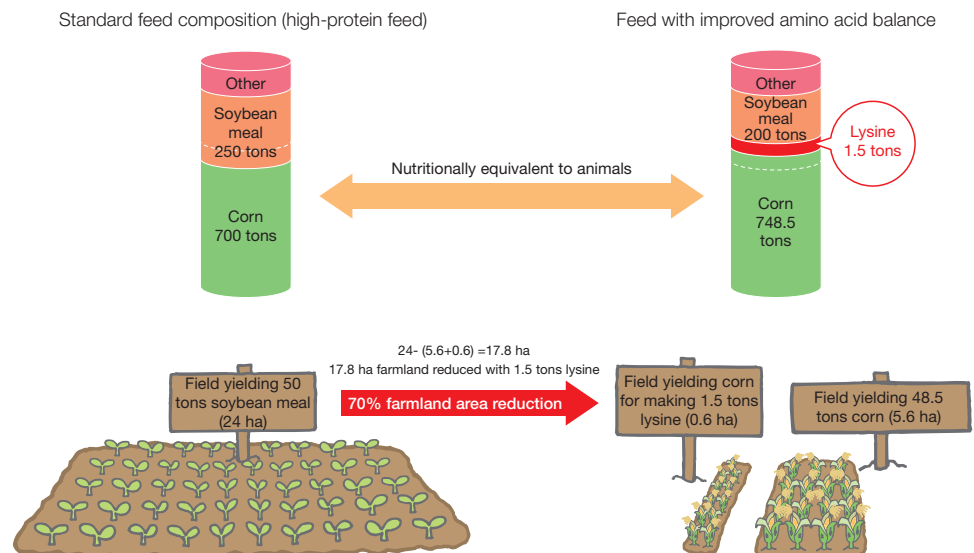 Standard feed composition (high-protein feed)
Feed with improved amino acid balance
Other
Soybean
meal
250 tons
Corn
700 tons
Nutritionally equivalent to animals
Other
Soybean
meal
200 tons
Lysine
1.5 tons
Corn
748.5
tons
24- (5.6+0.6) =17.8 ha
17.8 ha farmland reduced with 1.5 tons lysine
70% farmland area reduction
Field yielding 50
tons soybean meal
(24 ha)
Field yielding corn
for making 1.5 tons
lysine (0.6 ha)
Field yielding 48.5
tons corn (5.6 ha)